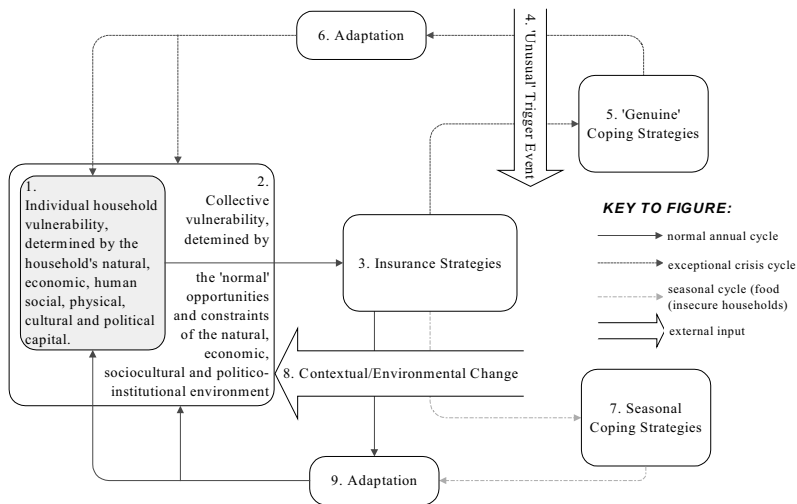 6. Adaptation
4. 'Unusual' Trigger Event
5. 'Genuine'
Coping Strategies
1.
Individual household
vulnerability,
determined by the
household's natural,
economic, human
social, physical,
cultural and political
capital.
2.
Collective
vulnerability,
detemined by
the 'normal'
opportunities
and constraints
of the natural,
economic,
sociocultural and politico-
institutional environment
3. Insurance Strategies
KEY TO FIGURE:
normal annual cycle
exceptional crisis cycle
seasonal cycle (food
(insecure households)
external input
8. Contextual/Environmental Change
7. Seasonal
Coping Strategies
9. Adaptation